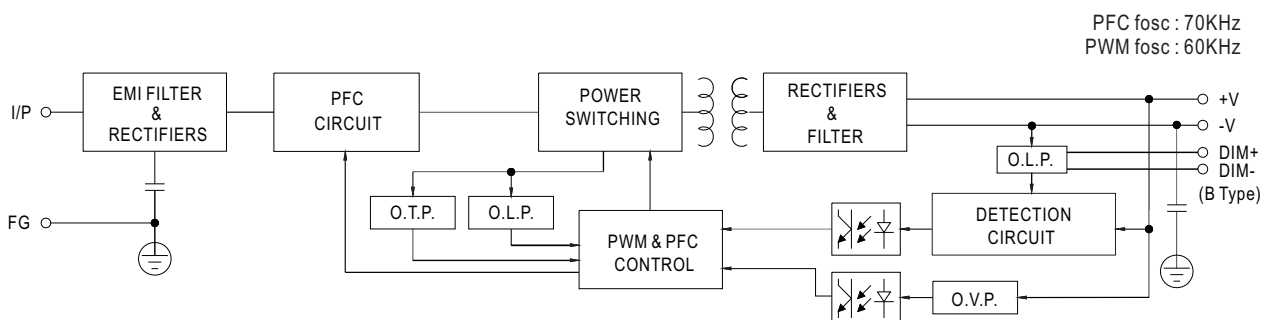 PFC fosc : 70KHz
PWM fosc : 60KHz
I/P
EMI FILTER
&
RECTIFIERS
PFC
CIRCUIT
POWER
SWITCHING
RECTIFIERS
&
FILTER
+V
-V
DIM+
DIM-
(B Type)
O.L.P.
FG
O.T.P.
O.L.P.
PWM & PFC
CONTROL
DETECTION
CIRCUIT
O.V.P.